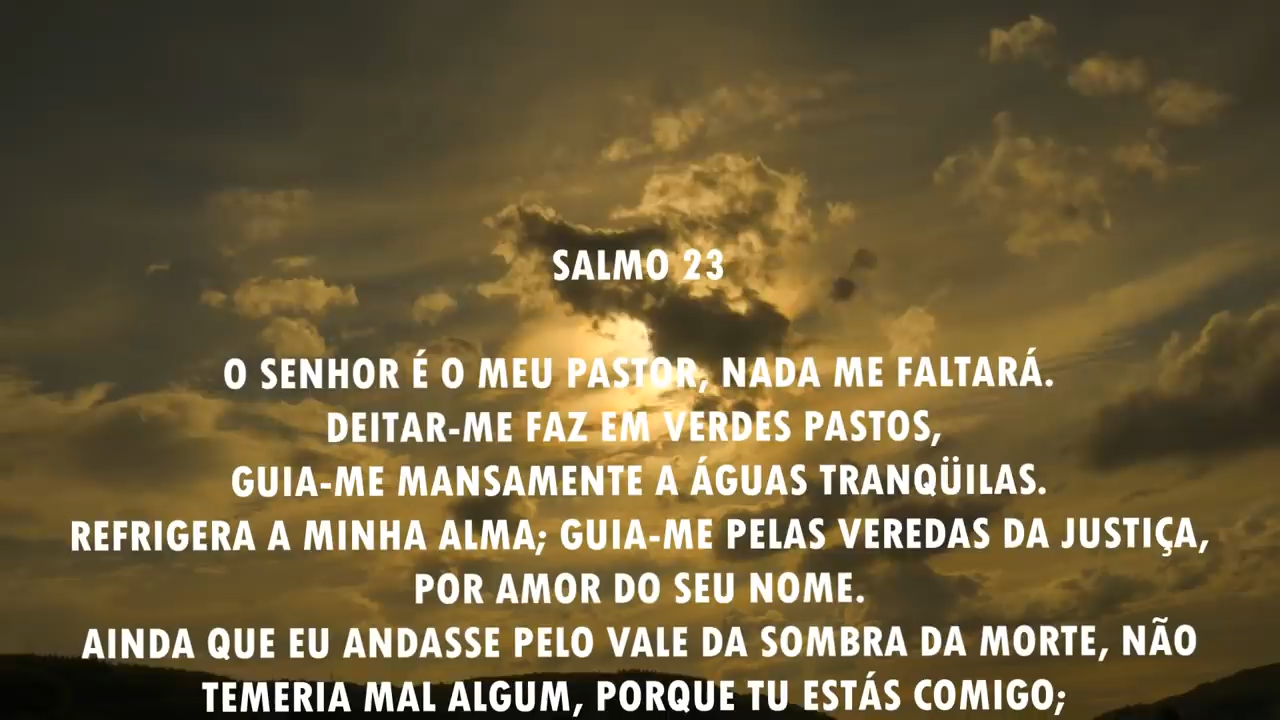 SALMO 23
O SENHOR É O MEU PASTOR, NADA ME FALTARÁ.
DEITAR-ME FAZ EM VERDES PASTOS,
GUIA-ME MANSAMENTE A ÁGUAS TRANQÜILAS.
REFRIGERA A MINHA ALMA; GUIA-ME PELAS VEREDAS DA JUSTIÇA,
POR AMOR DO SEU NOME.
AINDA QUE EU ANDASSE PELO VALE DA SOMBRA DA MORTE, NÃO
TEMERIA MAL ALGUM, PORQUE TU ESTÁS COMIGO;